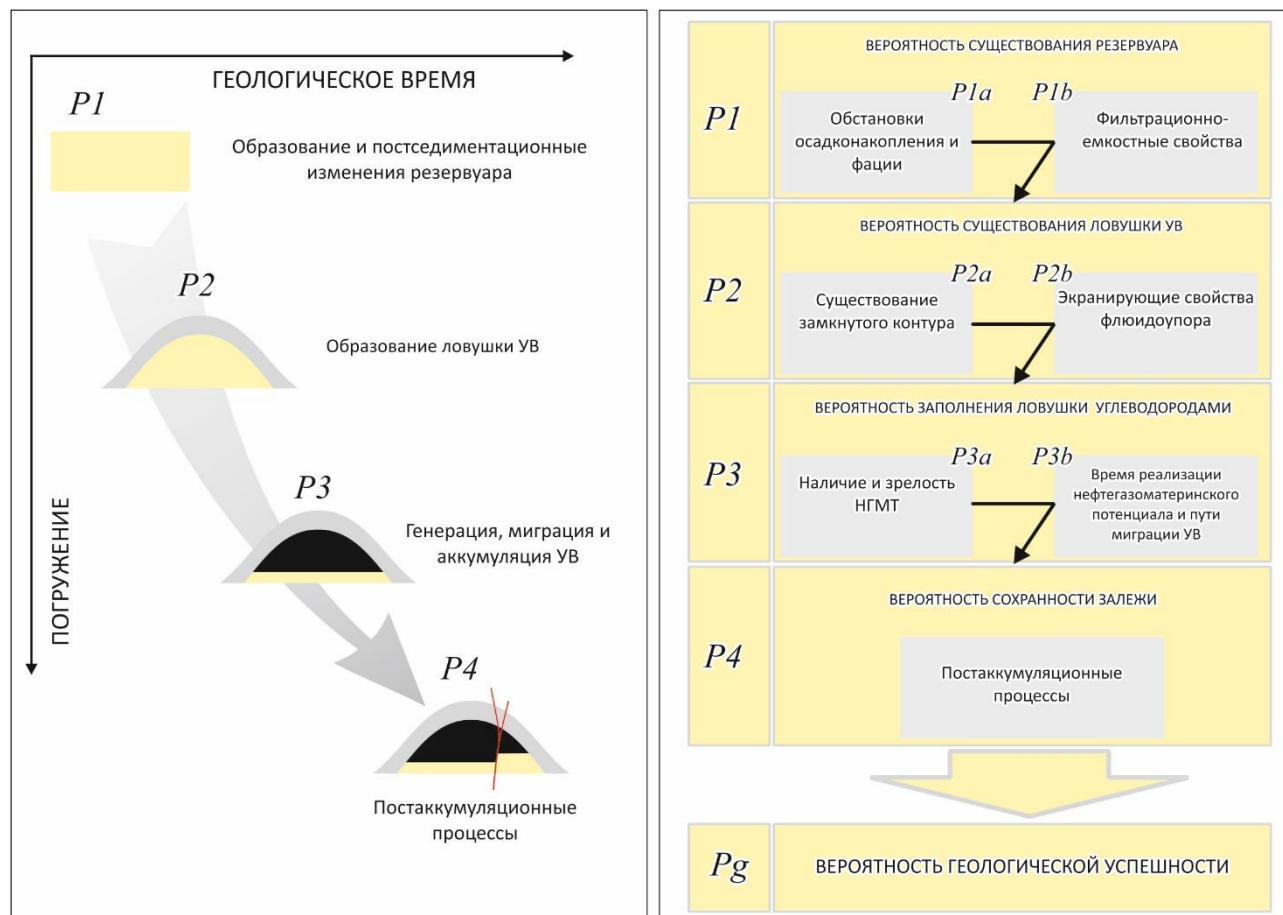 ГЕОЛОГИЧЕСКОЕ ВРЕМЯ
P1
Образование и постседиментационные
изменения резервуара
P2
Образование ловушки УВ
P3
Генерация, миграция и
аккумуляция УВ
ПОГРУЖЕНИЕ
P4
Постаккумуляционные
процессы
ВЕРОЯТНОСТЬ СУЩЕСТВОВАНИЯ РЕЗЕРВУАРА
P1
P1a
P1b
Обстановки
осадконакопления и
фации
Фильтрационно-
емкостные свойства
ВЕРОЯТНОСТЬ СУЩЕСТВОВАНИЯ ЛОВУШКИ УВ
P2
P2a
P2b
Существование
замкнутого контура
Экранирующие свойства
флюидоупора
ВЕРОЯТНОСТЬ ЗАПОЛНЕНИЯ ЛОВУШКИ УГЛЕВОДОРОДАМИ
P3
P3a
P3b
Наличие и зрелость
НГМТ
Время реализации
нефтегазоматеринского
потенциала и пути
миграции УВ
ВЕРОЯТНОСТЬ СОХРАННОСТИ ЗАЛЕЖИ
P4
Постаккумуляционные
процессы
Pg
ВЕРОЯТНОСТЬ ГЕОЛОГИЧЕСКОЙ УСПЕШНОСТИ